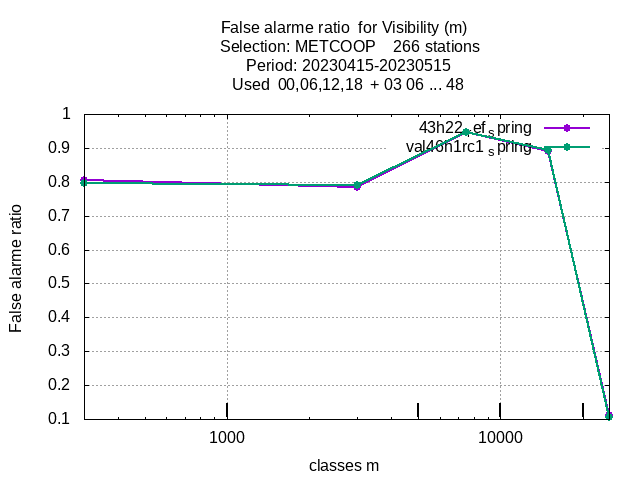 False alarme ratio  for Visibility (m)
Selection: METCOOP    266 stations
Period: 20230415-20230515
Used  00,06,12,18  + 03 06 ... 48
1
0.9
0.8
0.7
0.6
0.5
0.4
0.3
0.2
0.1
False alarme ratio
43h22_ef_spring
val46h1rc1_spring
1000
10000
classes m